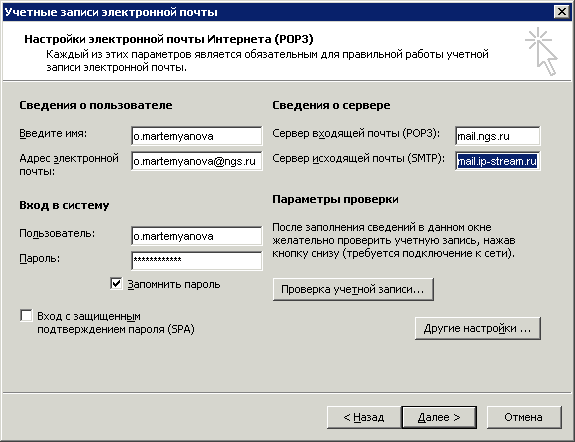 Учетные записи электронной почты
Настройки электронной почты Интернета (POP3)
Каждый из этих параметров является обязательным для правильной работы учетной
записи электронной почты.
Сведения о пользователе
Введите имя: o.martemyanova
Адрес электронной
почты: o.martemyanova@ngs.ru
Вход в систему
Пользователь: o.martemyanova
Пароль: ************
Запомнить пароль
Вход с защищенным
подтверждением пароля (SPA)
Сведения о сервере
Сервер входящей почты (POP3): mail.ngs.ru
Сервер исходящей почты (SMTP): mail.ip-stream.ru
Параметры проверки
После заполнения сведений в данном окне
желательно проверить учетную запись, нажав
кнопку снизу (требуется подключение к сети).
Проверка учетной записи...
Другие настройки ...
< Назад
Далее >
Отмена